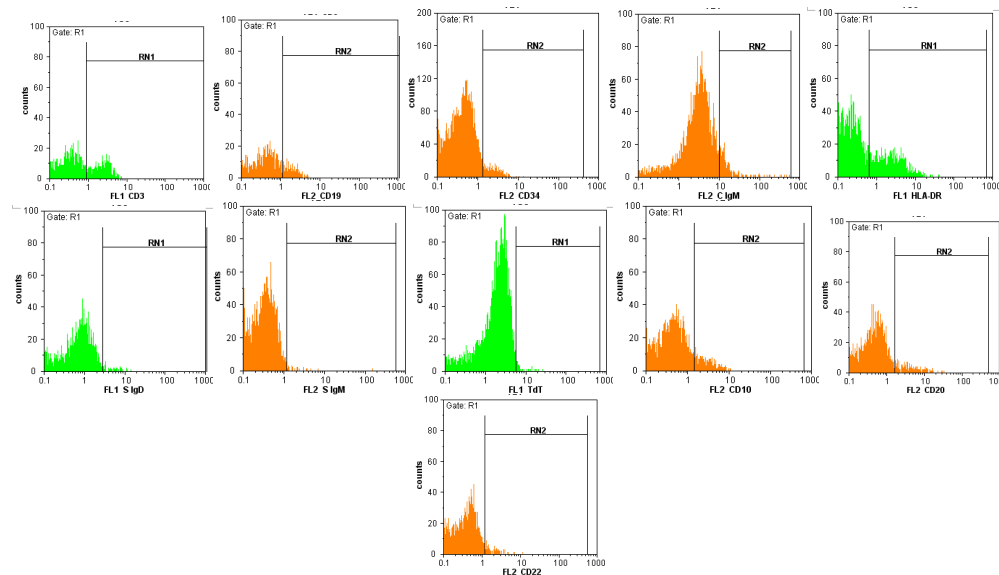 Gate: R1
100
80
60
40
20
0
counts
RN1
0.1 1 10 100 1000
FL1 CD3
Gate: R1
100
80
60
40
20
0
counts
RN2
0.1 1 10 100 1000
FL2_CD19
Gate: R1
200
160
120
80
40
0
counts
RN2
0.1 1 10 100 1000
FL2 CD34
Gate: R1
100
80
60
40
20
0
counts
RN2
0.1 1 10 100 1000
FL2 C IgM
Gate: R1
100
80
60
40
20
0
counts
RN1
0.1 1 10 100 1000
FL1 HLA-DR
Gate: R1
100
80
60
40
20
0
counts
RN1
0.1 1 10 100 1000
FL1 S IgD
Gate: R1
100
80
60
40
20
0
counts
RN2
0.1 1 10 100 1000
FL2 S IgM
Gate: R1
100
80
60
40
20
0
counts
RN1
0.1 1 10 100 1000
FL1 TdT
Gate: R1
100
80
60
40
20
0
counts
RN2
0.1 1 10 100 1000
FL2 CD10
Gate: R1
100
80
60
40
20
0
counts
RN2
0.1 1 10 100
FL2 CD20
Gate: R1
100
80
60
40
20
0
counts
RN2
0.1 1 10 100 1000
FL2 CD22